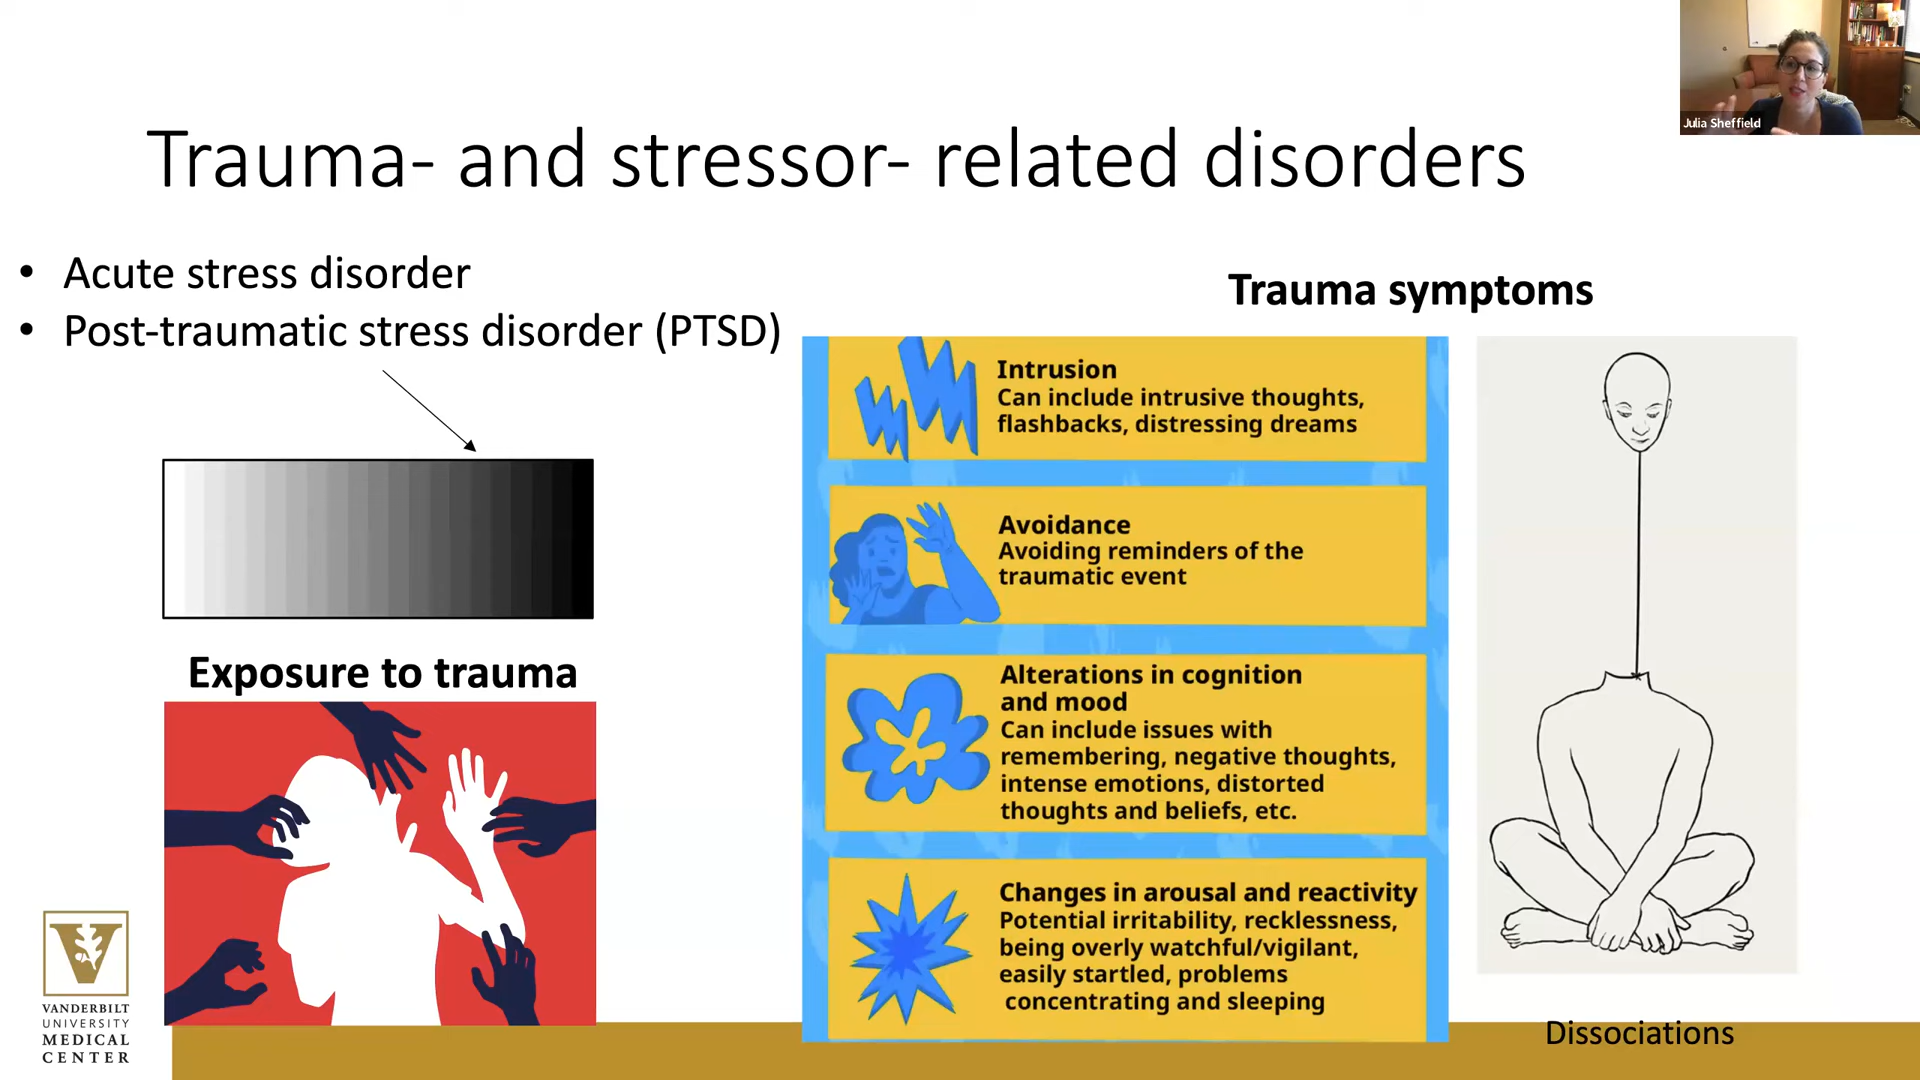 Julia Sheffield
Trauma- and stressor- related disorders
• Acute stress disorder
• Post-traumatic stress disorder (PTSD)
Exposure to trauma
Trauma symptoms
Intrusion
Can include intrusive thoughts,
flashbacks, distressing dreams
Avoidance
Avoiding reminders of the
traumatic event
Alterations in cognition
and mood
Can include issues with
remembering, negative thoughts,
intense emotions, distorted
thoughts and beliefs, etc.
Changes in arousal and reactivity
Potential irritability, recklessness,
being overly watchful/vigilant,
easily startled, problems
concentrating and sleeping
Dissociations
V
VANDERBILT
UNIVERSITY
MEDICAL
CENTER